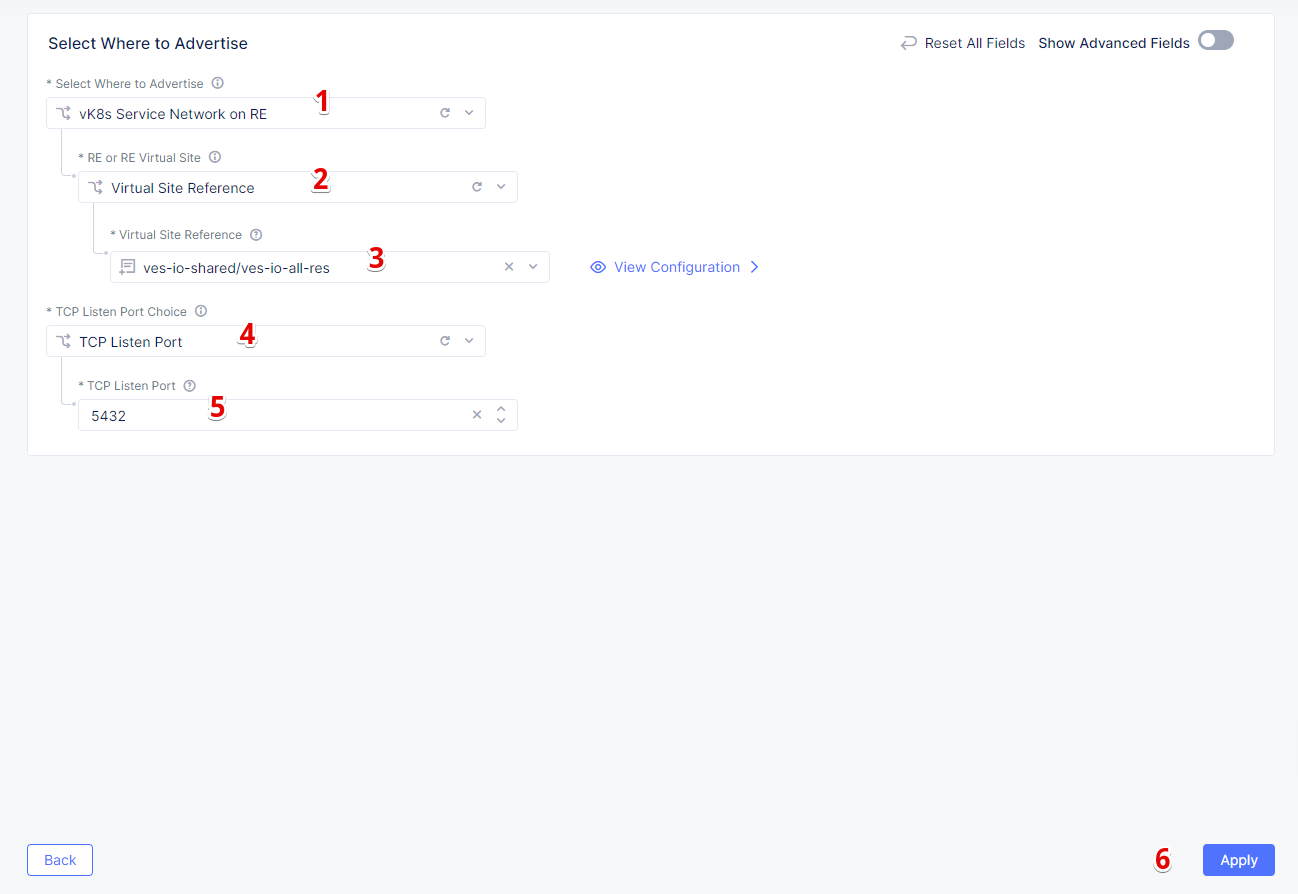 Select Where to Advertise
Reset All Fields
Show Advanced Fields
* Select Where to Advertise
vK8s Service Network on RE
1
* RE or RE Virtual Site
Virtual Site Reference
2
* Virtual Site Reference
ves-io-shared/ves-io-all-res
3
View Configuration
* TCP Listen Port Choice
TCP Listen Port
4
* TCP Listen Port
5432
5
Back
6
Apply